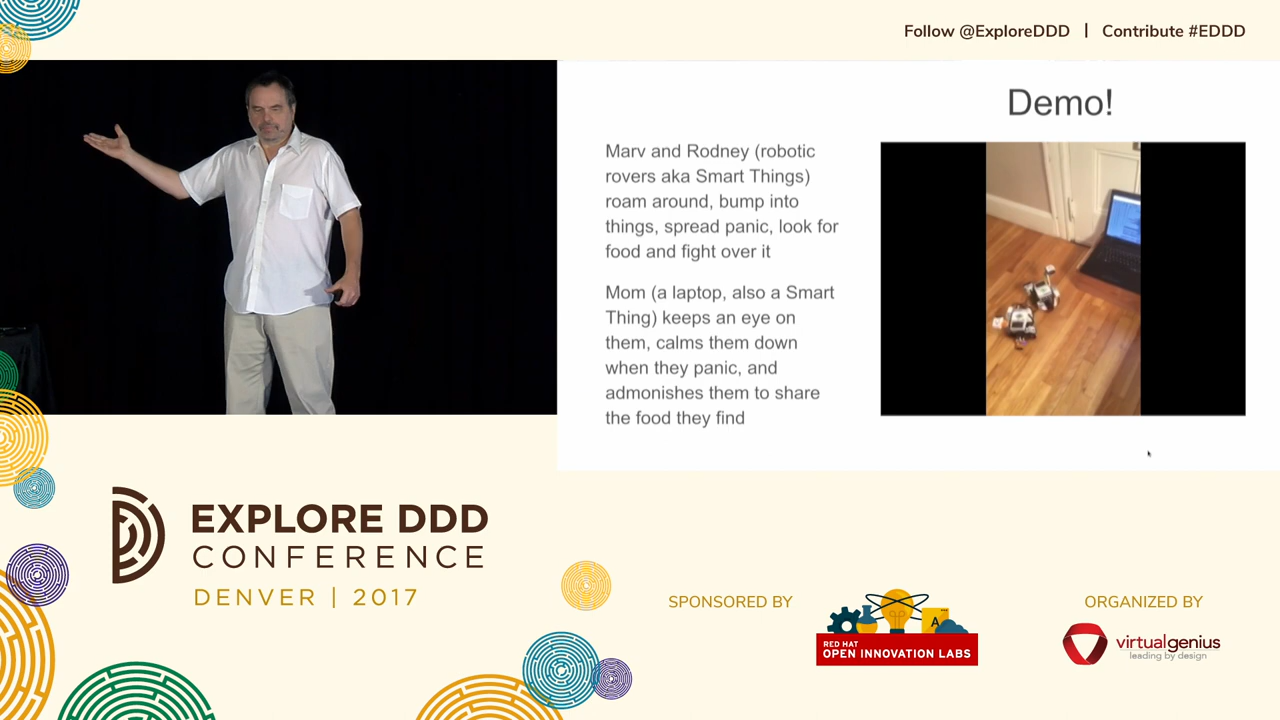 Follow @ExploreDDD | Contribute #EDDD
Demo!
Marv and Rodney (robotic
rovers aka Smart Things)
roam around, bump into
things, spread panic, look for
food and fight over it
Mom (a laptop, also a Smart
Thing) keeps an eye on
them, calms them down
when they panic, and
admonishes them to share
the food they find
EXPLORE DDD
CONFERENCE
DENVER | 2017
SPONSORED BY
A
RED HAT
OPEN INNOVATION LABS
ORGANIZED BY
virtualgenius
leading by design